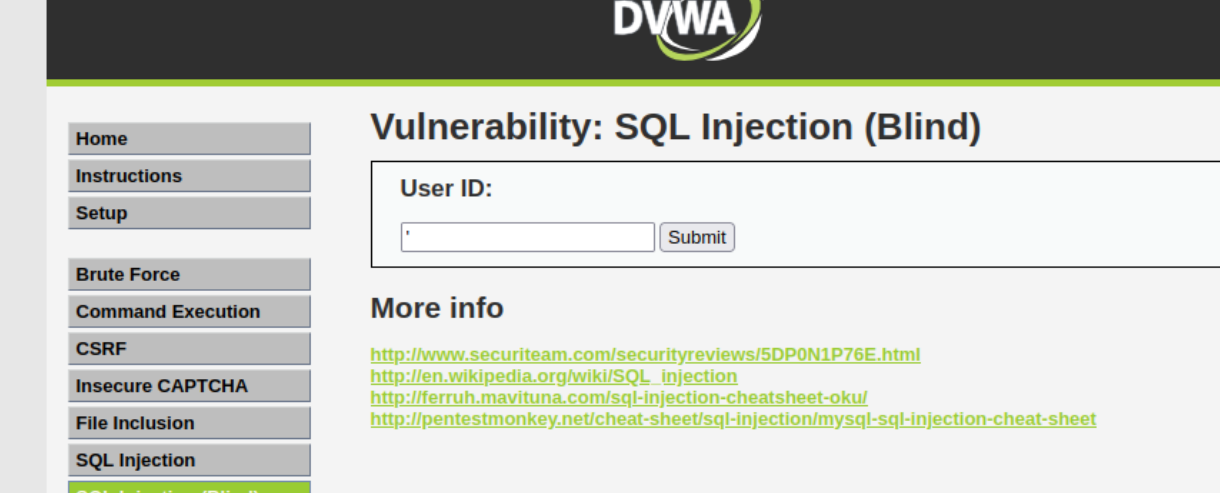 DVWA
Home
Instructions
Setup
Brute Force
Command Execution
CSRF
Insecure CAPTCHA
File Inclusion
SQL Injection
SQL Injection (Blind)
Vulnerability: SQL Injection (Blind)
User ID:
' Submit
More info
http://www.securiteam.com/securityreviews/5DP0N1P76E.html
http://en.wikipedia.org/wiki/SQL_injection
http://ferruh.mavituna.com/sql-injection-cheatsheet-oku/
http://pentestmonkey.net/cheat-sheet/sql-injection/mysql-sql-injection-cheat-sheet